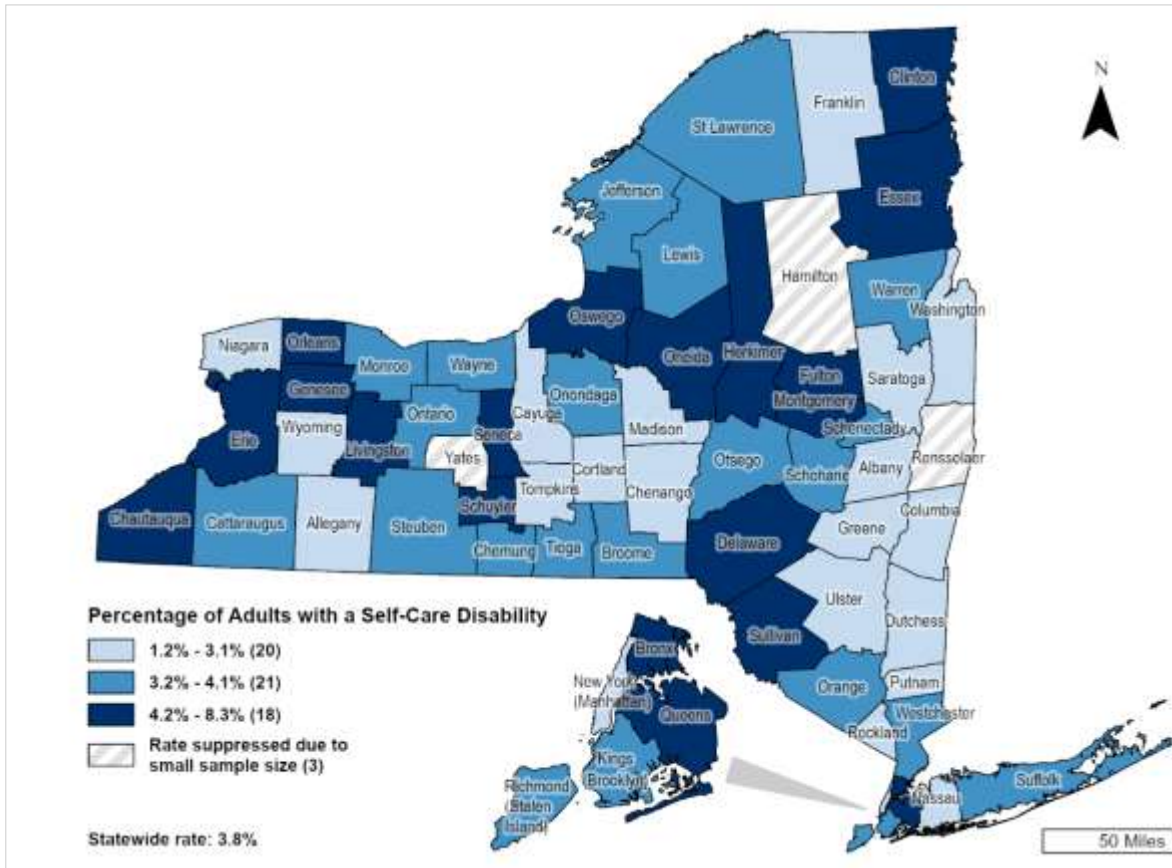 N
Clinton
Franklin
St Lawrence
Jefferson
Essex
Lewis
Hamilton
Warren
Washington
Oswego
Oneida
Herkimer
Niagara
Orleans
Monroe
Wayne
Fulton
Saratoga
Genesee
Onondaga
Montgomery
Ontario
Cayuga
Madison
Schenectady
Erie
Wyoming
Livingston
Seneca
Yates
Otsego
Schoharie
Albany
Rensselaer
Cortland
Tompkins
Chenango
Schuyler
Chautauqua
Cattaraugus
Allegany
Steuben
Greene
Columbia
Chemung
Tioga
Broome
Delaware
Ulster
Dutchess
Sullivan
Orange
Putnam
Westchester
Rockland
Nassau
Suffolk
Percentage of Adults with a Self-Care Disability
1.2% - 3.1% (20)
3.2% - 4.1% (21)
4.2% - 8.3% (18)
Rate suppressed due to
small sample size (3)
Bronx
New York
(Manhattan)
Queens
Kings
(Brooklyn)
Richmond
(Staten
Island)
Statewide rate: 3.8%
50 Miles